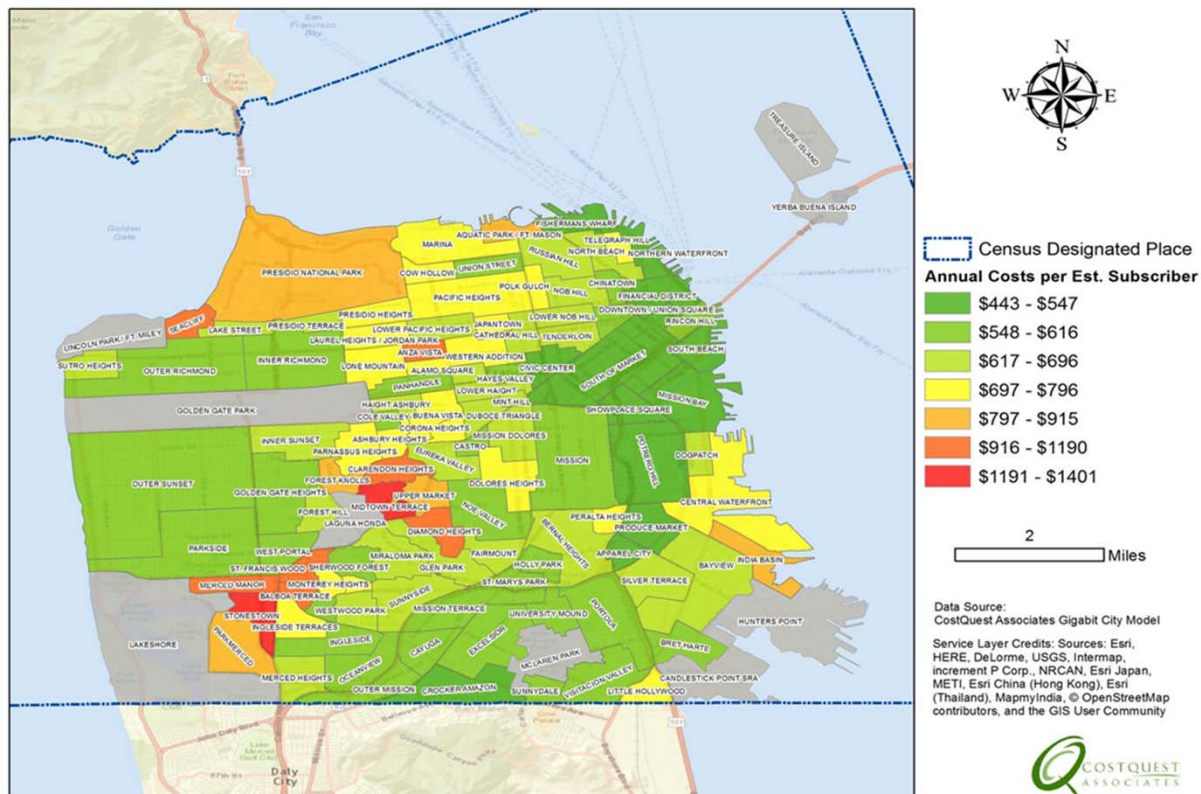 San Francisco Bay
Fort Baker
Golden Gate
101
TREASURE ISLAND
YERBA BUENA ISLAND
FISHERMANS WHARF
AQUATIC PARK / FT. MASON
MARINA
TELEGRAPH HILL
NORTH BEACH
NORTHERN WATERFRONT
RUSSIAN HILL
PRESIDIO NATIONAL PARK
COW HOLLOW
UNION STREET
CHINATOWN
POLK GULCH
NOB HILL
FINANCIAL DISTRICT
PACIFIC HEIGHTS
DOWNTOWN / UNION SQUARE
PRESIDIO HEIGHTS
LOWER NOB HILL
RINCON HILL
SEACLIFF
LAKE STREET
PRESIDIO TERRACE
LOWER PACIFIC HEIGHTS
JAPANTOWN
CATHEDRAL HILL
TENDERLOIN
LINCOLN PARK / FT. MILEY
LAUREL HEIGHTS / JORDAN PARK
ANZA VISTA
WESTERN ADDITION
SOUTH BEACH
SUTRO HEIGHTS
OUTER RICHMOND
INNER RICHMOND
LONE MOUNTAIN
ALAMO SQUARE
CIVIC CENTER
SOUTH OF MARKET
PANHANDLE
HAYES VALLEY
LOWER HAIGHT
MISSION BAY
HAIGHT ASHBURY
MINT HILL
GOLDEN GATE PARK
COLE VALLEY
BUENA VISTA
DUBOCE TRIANGLE
SHOWPLACE SQUARE
CORONA HEIGHTS
INNER SUNSET
ASHBURY HEIGHTS
MISSION DOLORES
CASTRO
PARNASSUS HEIGHTS
EUREKA VALLEY
MISSION
POTRERO HILL
DOGPATCH
CLARENDON HEIGHTS
OUTER SUNSET
FOREST KNOLLS
DOLORES HEIGHTS
GOLDEN GATE HEIGHTS
UPPER MARKET
MIDTOWN TERRACE
CENTRAL WATERFRONT
FOREST HILL
NOE VALLEY
PERALTA HEIGHTS
LAGUNA HONDA
DIAMOND HEIGHTS
BERNAL HEIGHTS
PRODUCE MARKET
PARKSIDE
WEST PORTAL
MIRALOMA PARK
FAIRMOUNT
APPAREL CITY
INDIA BASIN
ST. FRANCIS WOOD
SHERWOOD FOREST
GLEN PARK
HOLLY PARK
BAYVIEW
MERCED MANOR
MONTEREY HEIGHTS
ST. MARYS PARK
SILVER TERRACE
BALBOA TERRACE
SUNNYSIDE
STONESTOWN
WESTWOOD PARK
MISSION TERRACE
UNIVERSITY MOUND
PORTOLA
HUNTERS POINT
INGLESIDE TERRACES
LAKESHORE
PARKMERCED
INGLESIDE
CAYUGA
EXCELSIOR
BRET HARTE
MCLAREN PARK
MERCED HEIGHTS
OCEANVIEW
CANDLESTICK POINT SRA
OUTER MISSION
CROCKER AMAZON
SUNNYDALE
VISITACION VALLEY
LITTLE HOLLYWOOD
Daly City
101
N
W E
S
Census Designated Place
Annual Costs per Est. Subscriber
$443 - $547
$548 - $616
$617 - $696
$697 - $796
$797 - $915
$916 - $1190
$1191 - $1401
2
Miles
Data Source:
CostQuest Associates Gigabit City Model
Service Layer Credits: Sources: Esri,
HERE, DeLorme, USGS, Intermap,
increment P Corp., NRCAN, Esri Japan,
METI, Esri China (Hong Kong), Esri
(Thailand), MapmyIndia, © OpenStreetMap
contributors, and the GIS User Community
COSTQUEST
ASSOCIATES